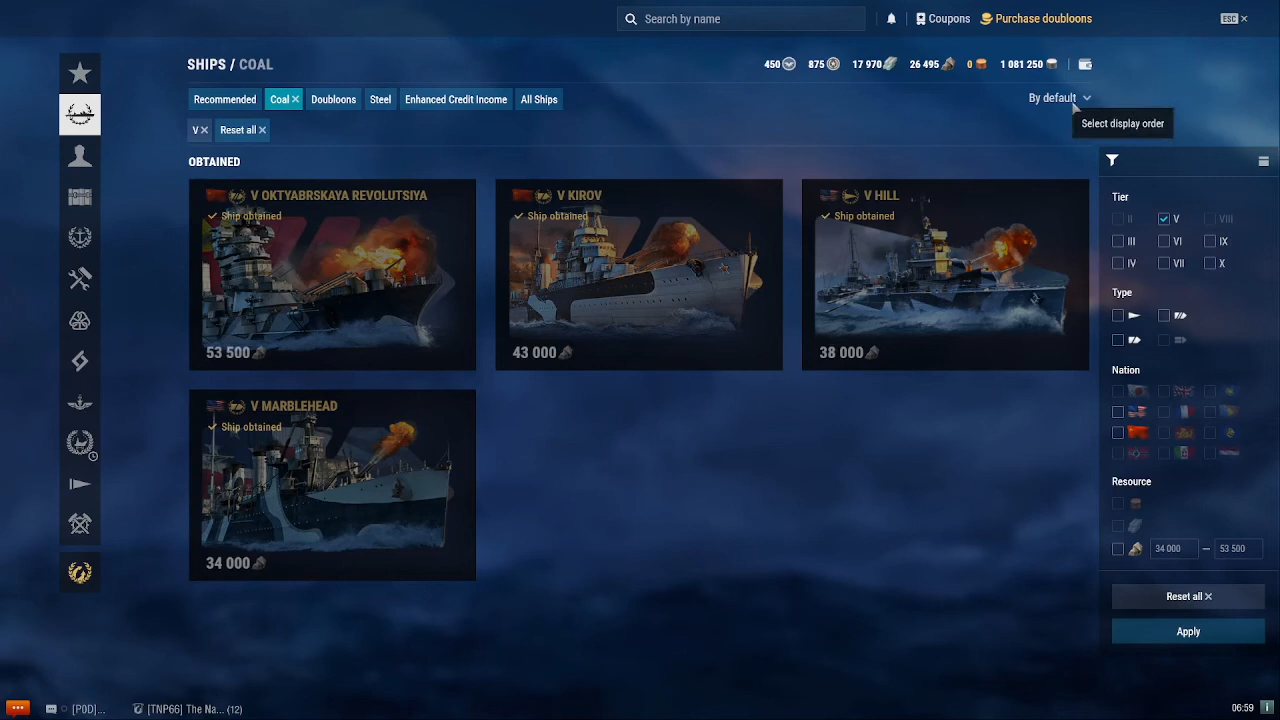 Search by name
Coupons
Purchase doubloons
ESC ×
SHIPS / COAL
450
875
17 970
26 495
0
1 081 250
Recommended
Coal ×
Doubloons
Steel
Enhanced Credit Income
All Ships
By default
Select display order
V ×
Reset all ×
OBTAINED
V OKTYABRSKAYA REVOLUTSIYA
Ship obtained
53 500
V KIROV
Ship obtained
43 000
V HILL
Ship obtained
38 000
V MARBLEHEAD
Ship obtained
34 000
Tier
II
V
VIII
III
VI
IX
IV
VII
X
Type
Nation
Resource
34 000 — 53 500
Reset all ×
Apply
[P0D]...
[TNP66] The Na... (12)
06:59